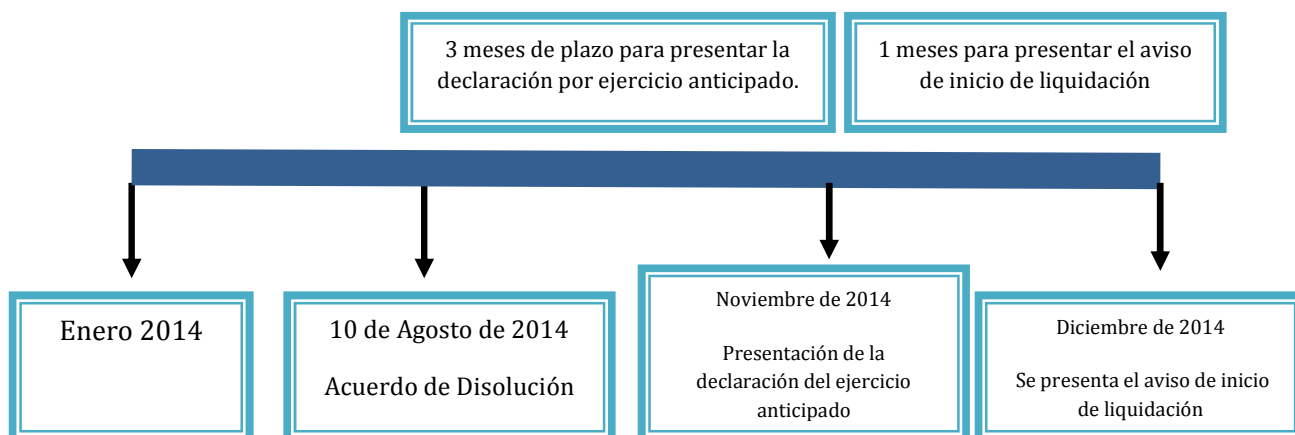 3 meses de plazo para presentar la
declaración por ejercicio anticipado.
1 meses para presentar el aviso
de inicio de liquidación
Enero 2014
10 de Agosto de 2014
Acuerdo de Disolución
Noviembre de 2014
Presentación de la
declaración del ejercicio
anticipado
Diciembre de 2014
Se presenta el aviso de inicio
de liquidación